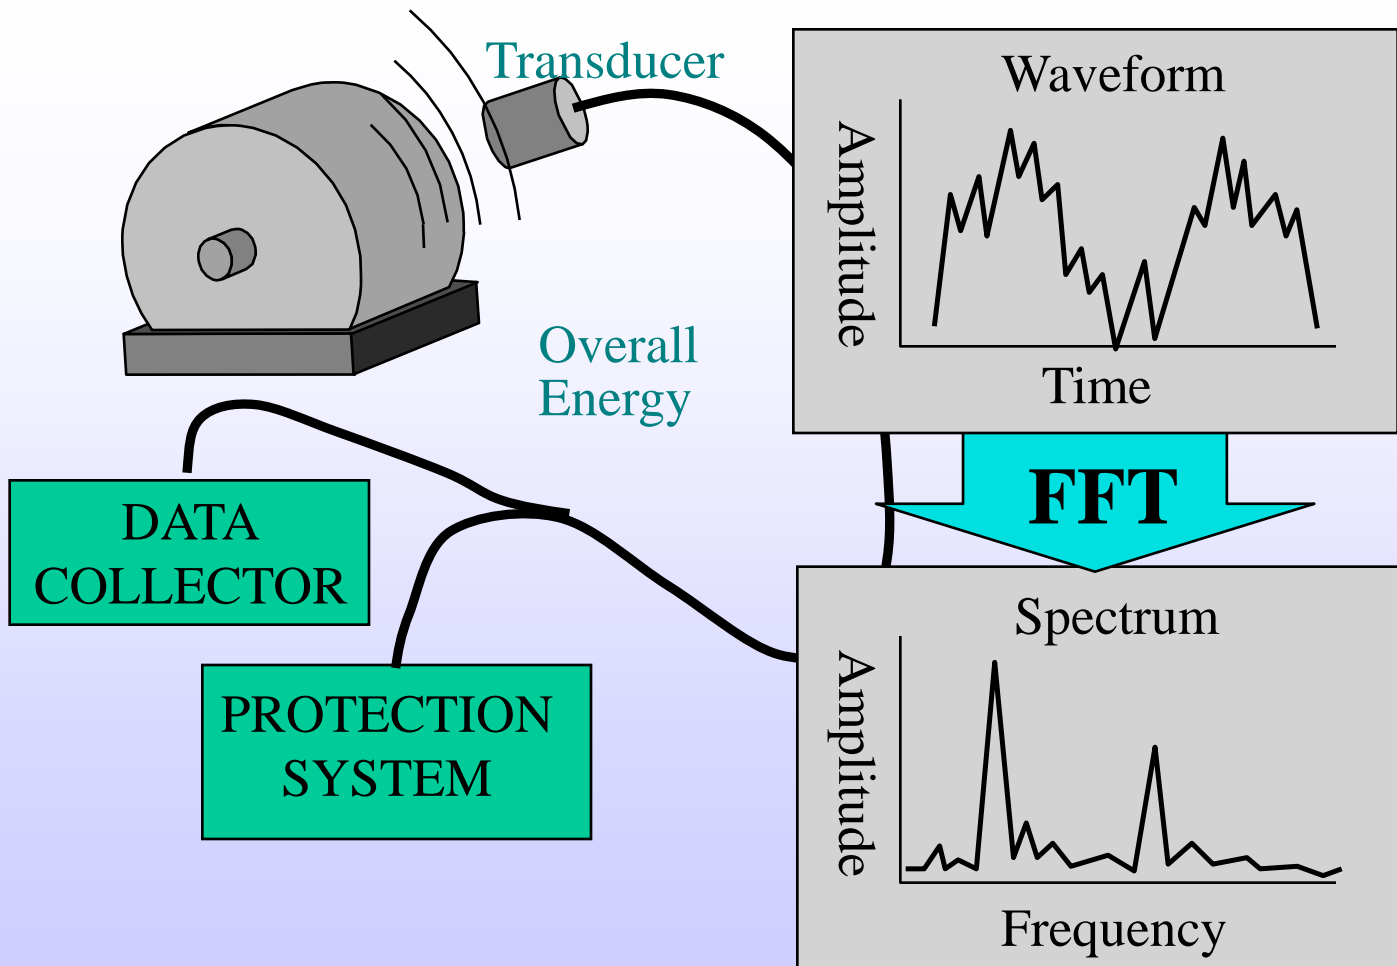 Transducer
Waveform
Amplitude
Time
Overall
Energy
FFT
DATA
COLLECTOR
PROTECTION
SYSTEM
Spectrum
Amplitude
Frequency